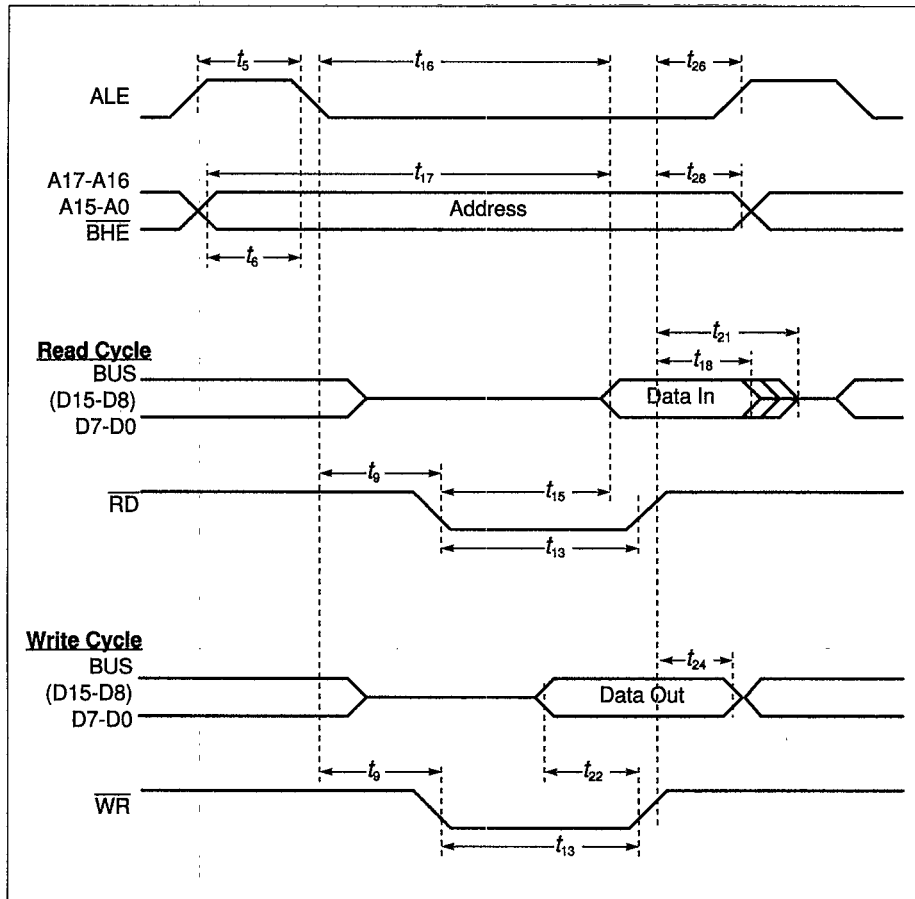 t5
t16
t26
ALE
A17-A16
t17
t28
A15-A0
Address
BHE
t6
t21
Read Cycle
t18
BUS
(D15-D8)
Data In
D7-D0
t9
t15
RD
t13
Write Cycle
BUS
t24
(D15-D8)
Data Out
D7-D0
t9
t22
WR
t13